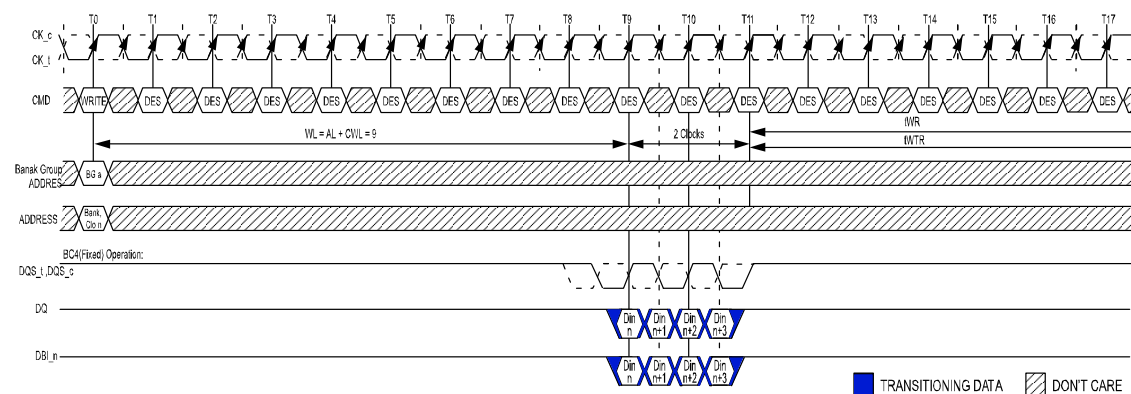 T0 T1 T2 T3 T4 T5 T6 T7 T8 T9 T10 T11 T12 T13 T14 T15 T16 T17
CK_c
CK_t
CMD WRITE DES DES DES DES DES DES DES DES DES DES DES DES DES DES DES DES DES
tWR
WL = AL + CWL = 9 2 Clocks
tWTR
Banak Group
ADDRES
BG a
ADDRESS
Bank,
Clo n
BC4(Fixed) Operation:
DQS_t ,DQS_c
DQ
Din n Din n+1 Din n+2 Din n+3
DBI_n
Din n Din n+1 Din n+2 Din n+3
TRANSITIONING DATA DON'T CARE